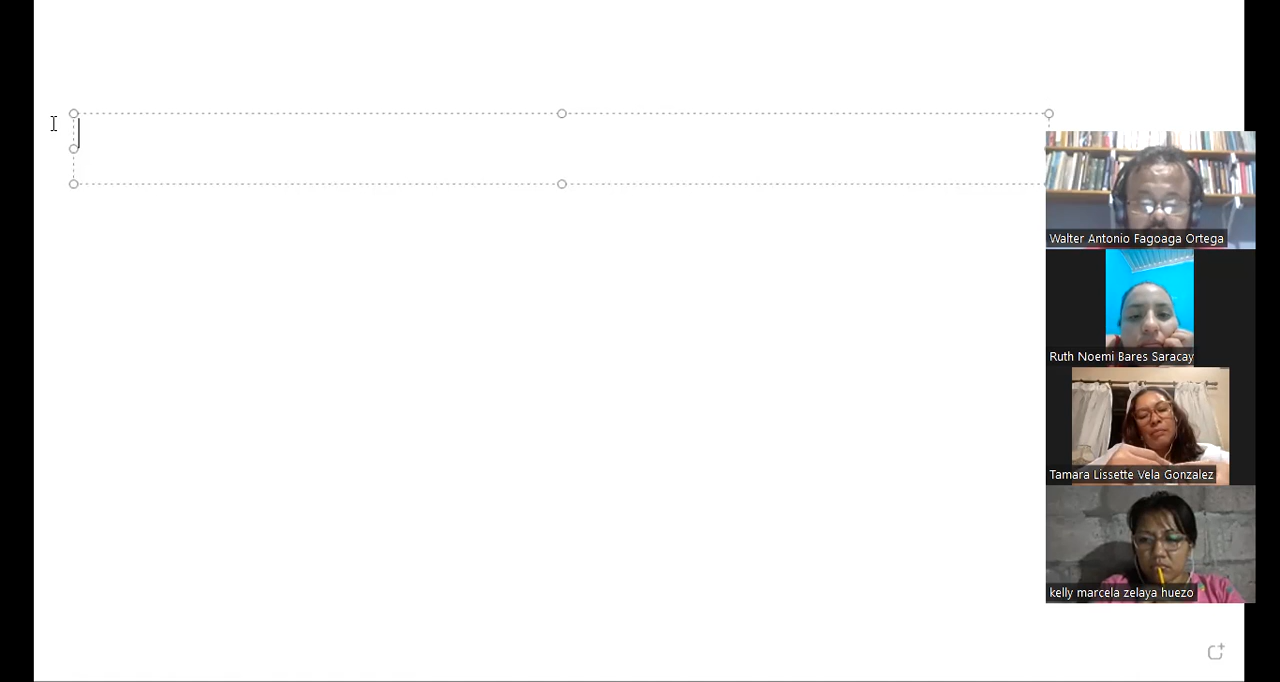 Walter Antonio Fagoaga Ortega
Ruth Noemi Bares Saracay
Tamara Lissette Vela Gonzalez
kelly marcela zelaya huezo